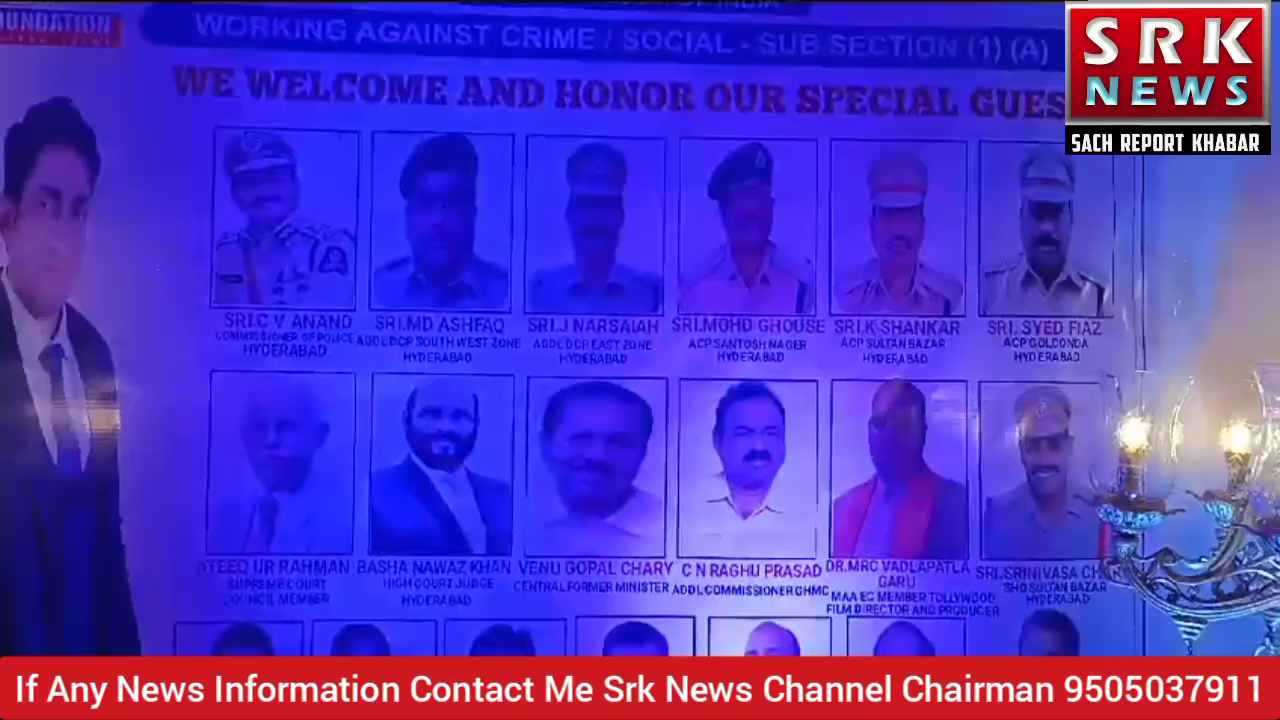 OUNDATION
WORKING AGAINST CRIME / SOCIAL - SUB SECTION (1) (A)
WE WELCOME AND HONOR OUR SPECIAL GUES
SRK
NEWS
SACH REPORT KHABAR
SRI.C V ANAND
COMMISSIONER OF POLICE
HYDERABAD
SRI.MD ASHFAQ
ADDL DCP SOUTH WEST ZONE
HYDERABAD
SRI.J NARSAIAH
ADDL DCP EAST ZONE
HYDERABAD
SRI.MOHD GHOUSE
ACP SANTOSH NAGER
HYDERABAD
SRI.K SHANKAR
ACP SULTAN BAZAR
HYDERABAD
SRI. SYED FIAZ
ACP GOLCONDA
HYDERABAD
ATEEQ UR RAHMAN
SUPREME COURT
COUNCIL MEMBER
BASHA NAWAZ KHAN
HIGH COURT JUDGE
HYDERABAD
VENU GOPAL CHARY
CENTRAL FORMER MINISTER
C N RAGHU PRASAD
ADDL COMMISSIONER GHMC
DR.MRC VADLAPATLA
GARU
MAA EC MEMBER TOLLYWOOD
FILM DIRECTOR AND PRODUCER
SRI.SRINIVASA
SHO SULTAN BAZAR
HYDERABAD
If Any News Information Contact Me Srk News Channel Chairman 9505037911